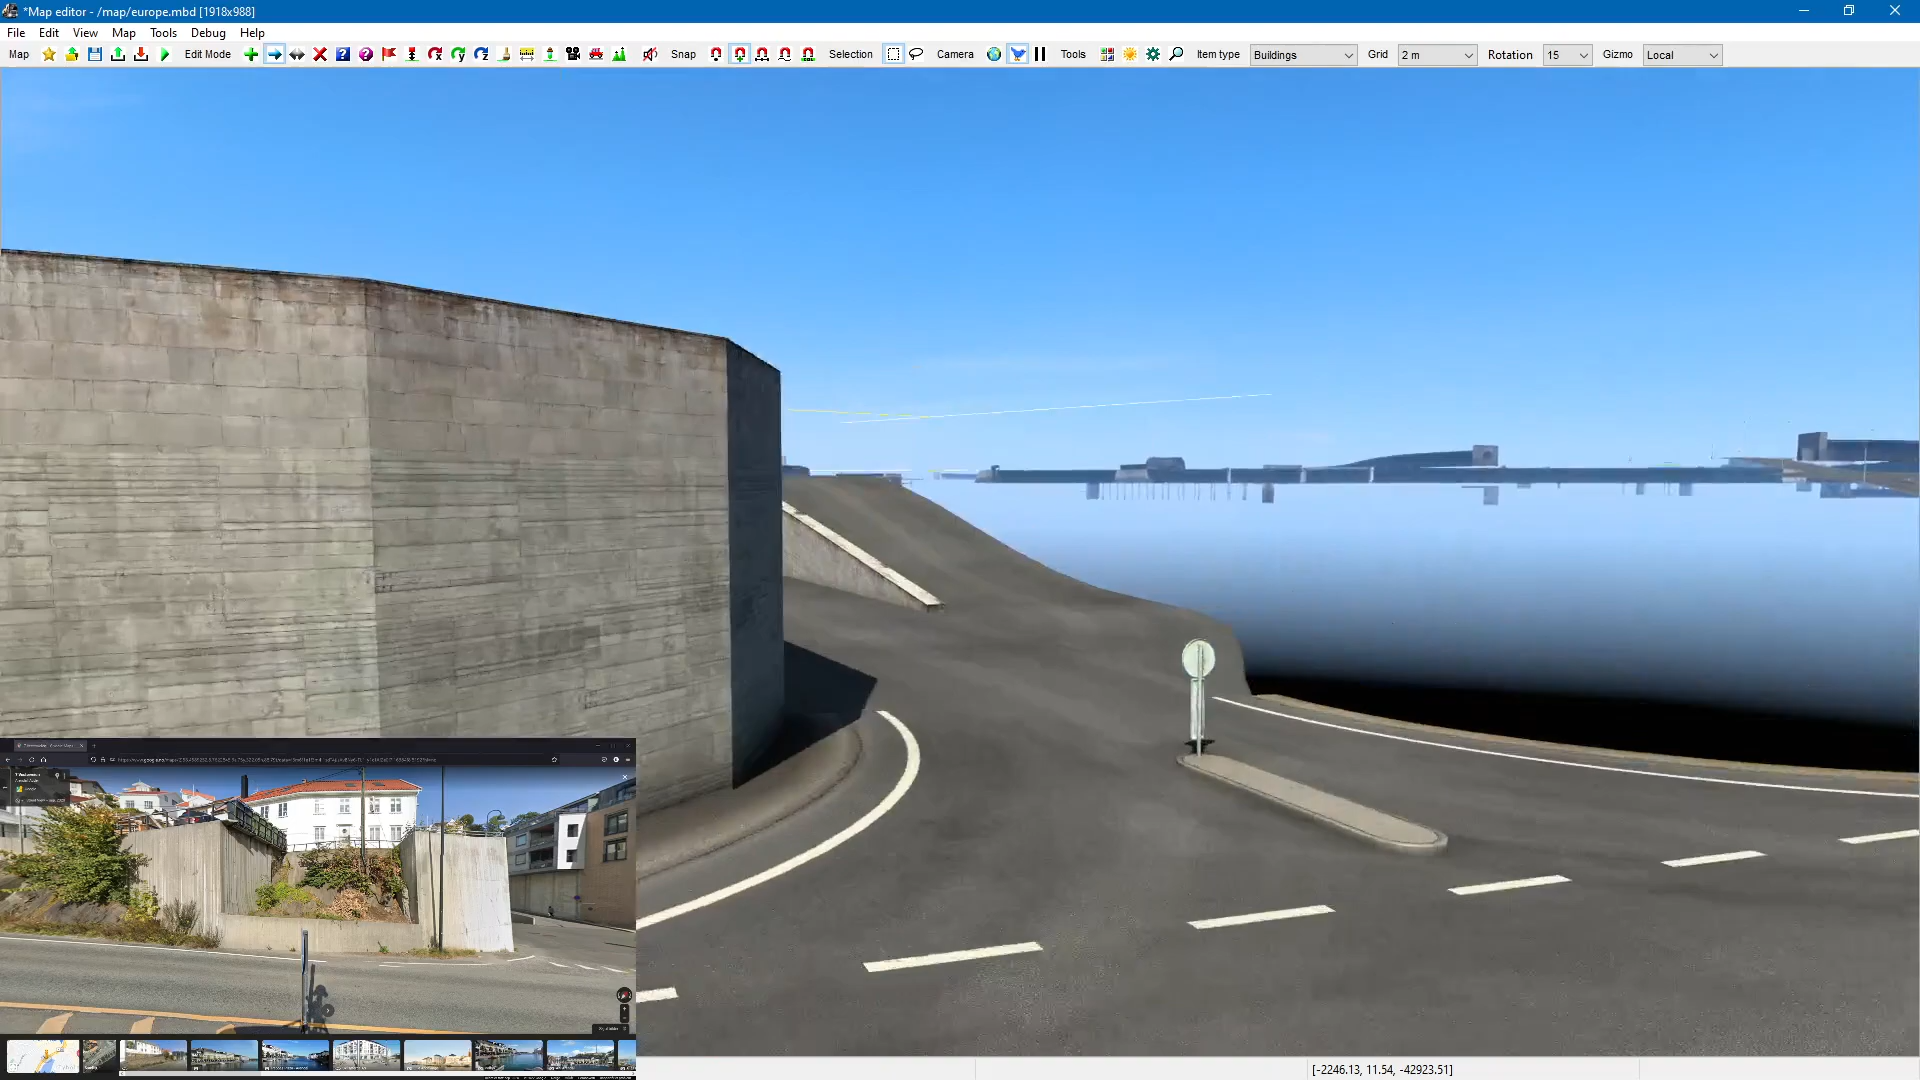 *Map editor - /map/europe.mbd [1918x988]
File Edit View Map Tools Debug Help
Map Edit Mode Snap Selection Camera Tools Item type Buildings Grid 2 m Rotation 15 Gizmo Local
[-2246.13, 11.54, -42923.51]